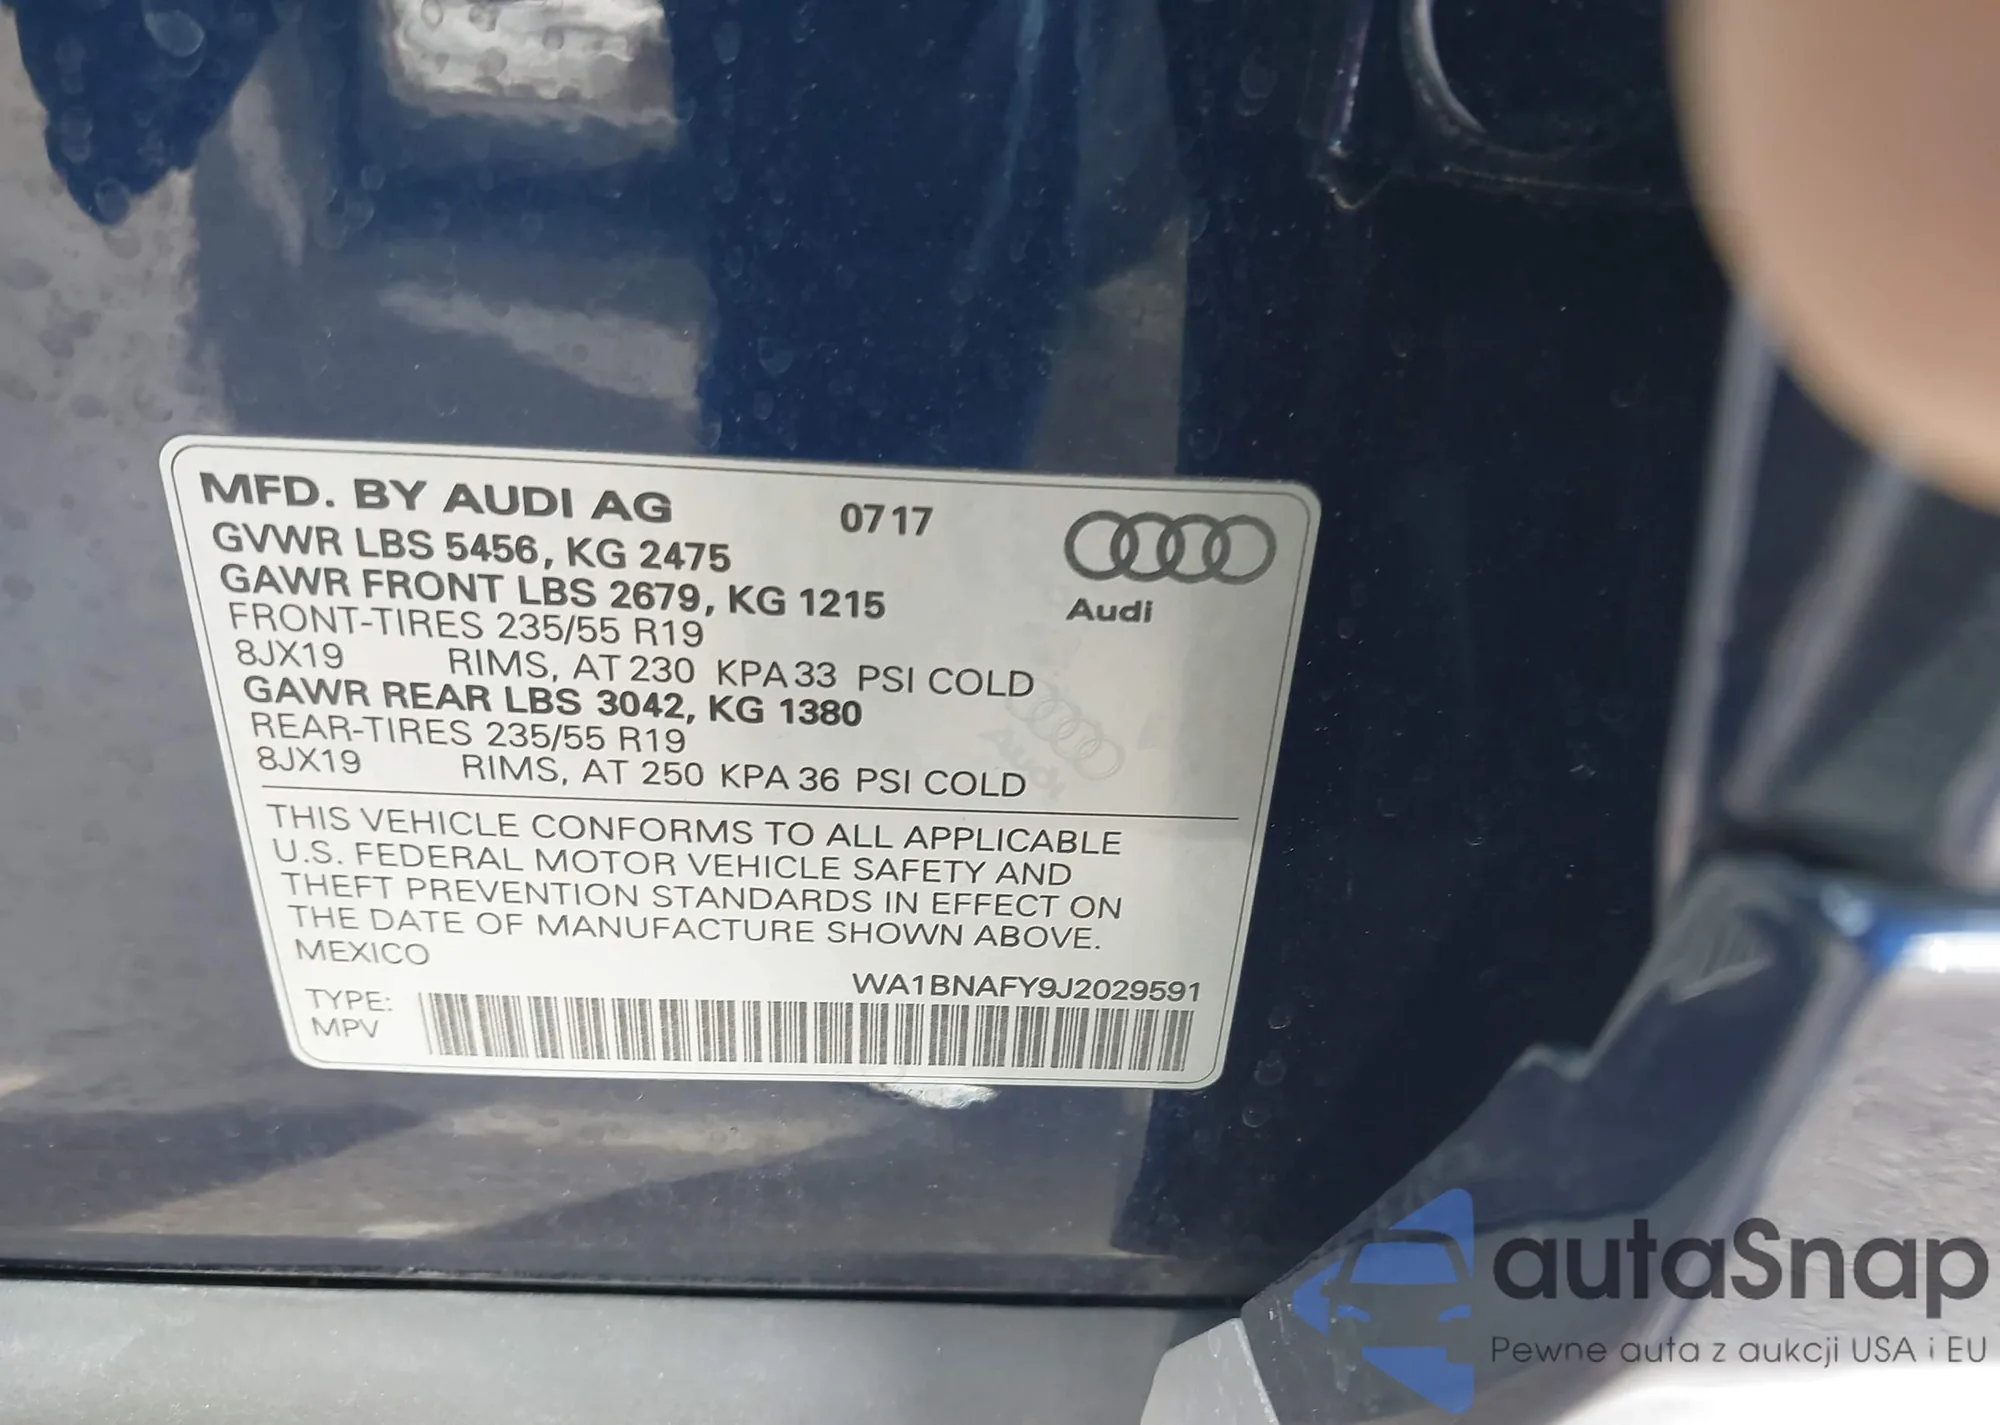 MFD. BY AUDI AG 0717
GVWR LBS 5456, KG 2475
GAWR FRONT LBS 2679, KG 1215
Audi
FRONT-TIRES 235/55 R19
8JX19 RIMS, AT 230 KPA 33 PSI COLD
GAWR REAR LBS 3042, KG 1380
REAR-TIRES 235/55 R19
8JX19 RIMS, AT 250 KPA 36 PSI COLD
Audi
THIS VEHICLE CONFORMS TO ALL APPLICABLE
U.S. FEDERAL MOTOR VEHICLE SAFETY AND
THEFT PREVENTION STANDARDS IN EFFECT ON
THE DATE OF MANUFACTURE SHOWN ABOVE.
MEXICO
WA1BNAFY9J2029591
TYPE:
MPV
autaSnap
Pewne auta z aukcji USA i EU